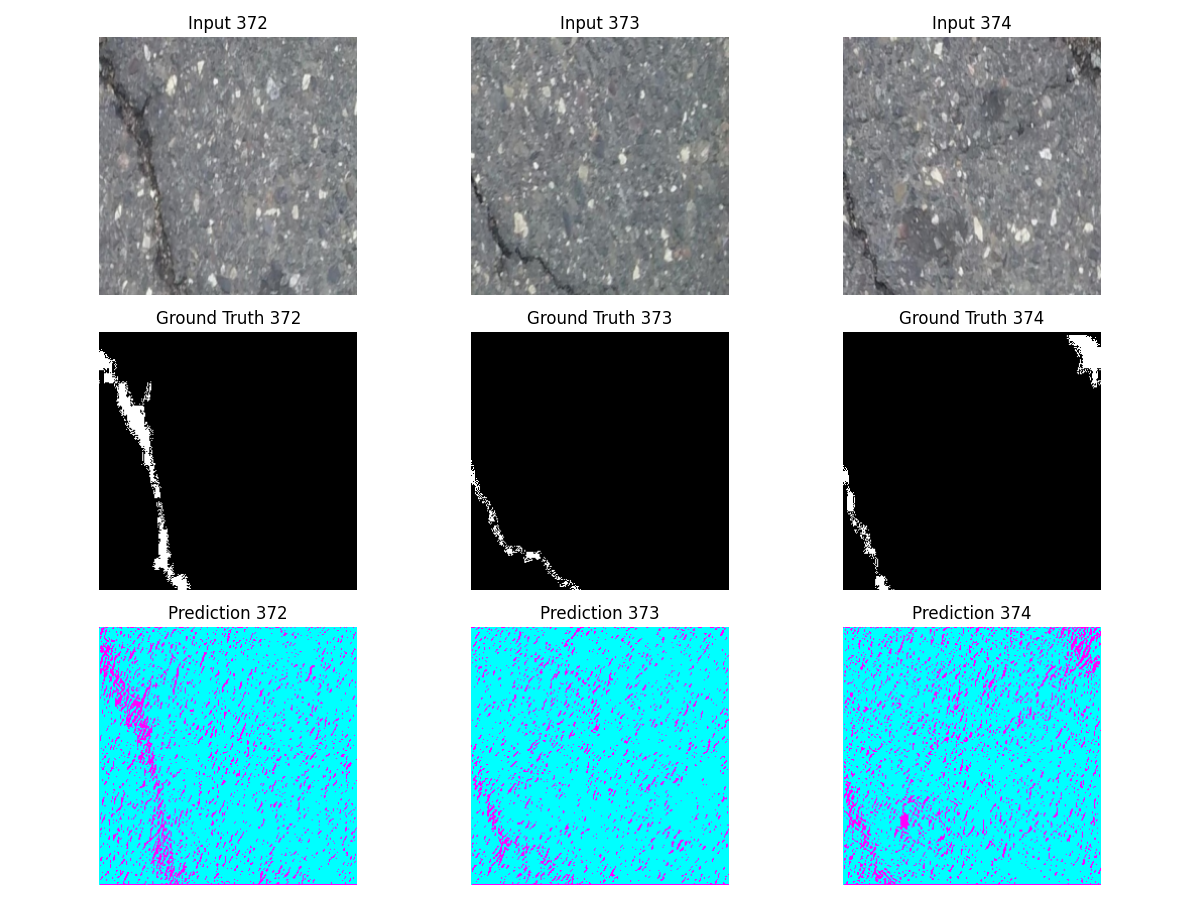 Input 372
Input 373
Input 374
Ground Truth 372
Ground Truth 373
Ground Truth 374
Prediction 372
Prediction 373
Prediction 374